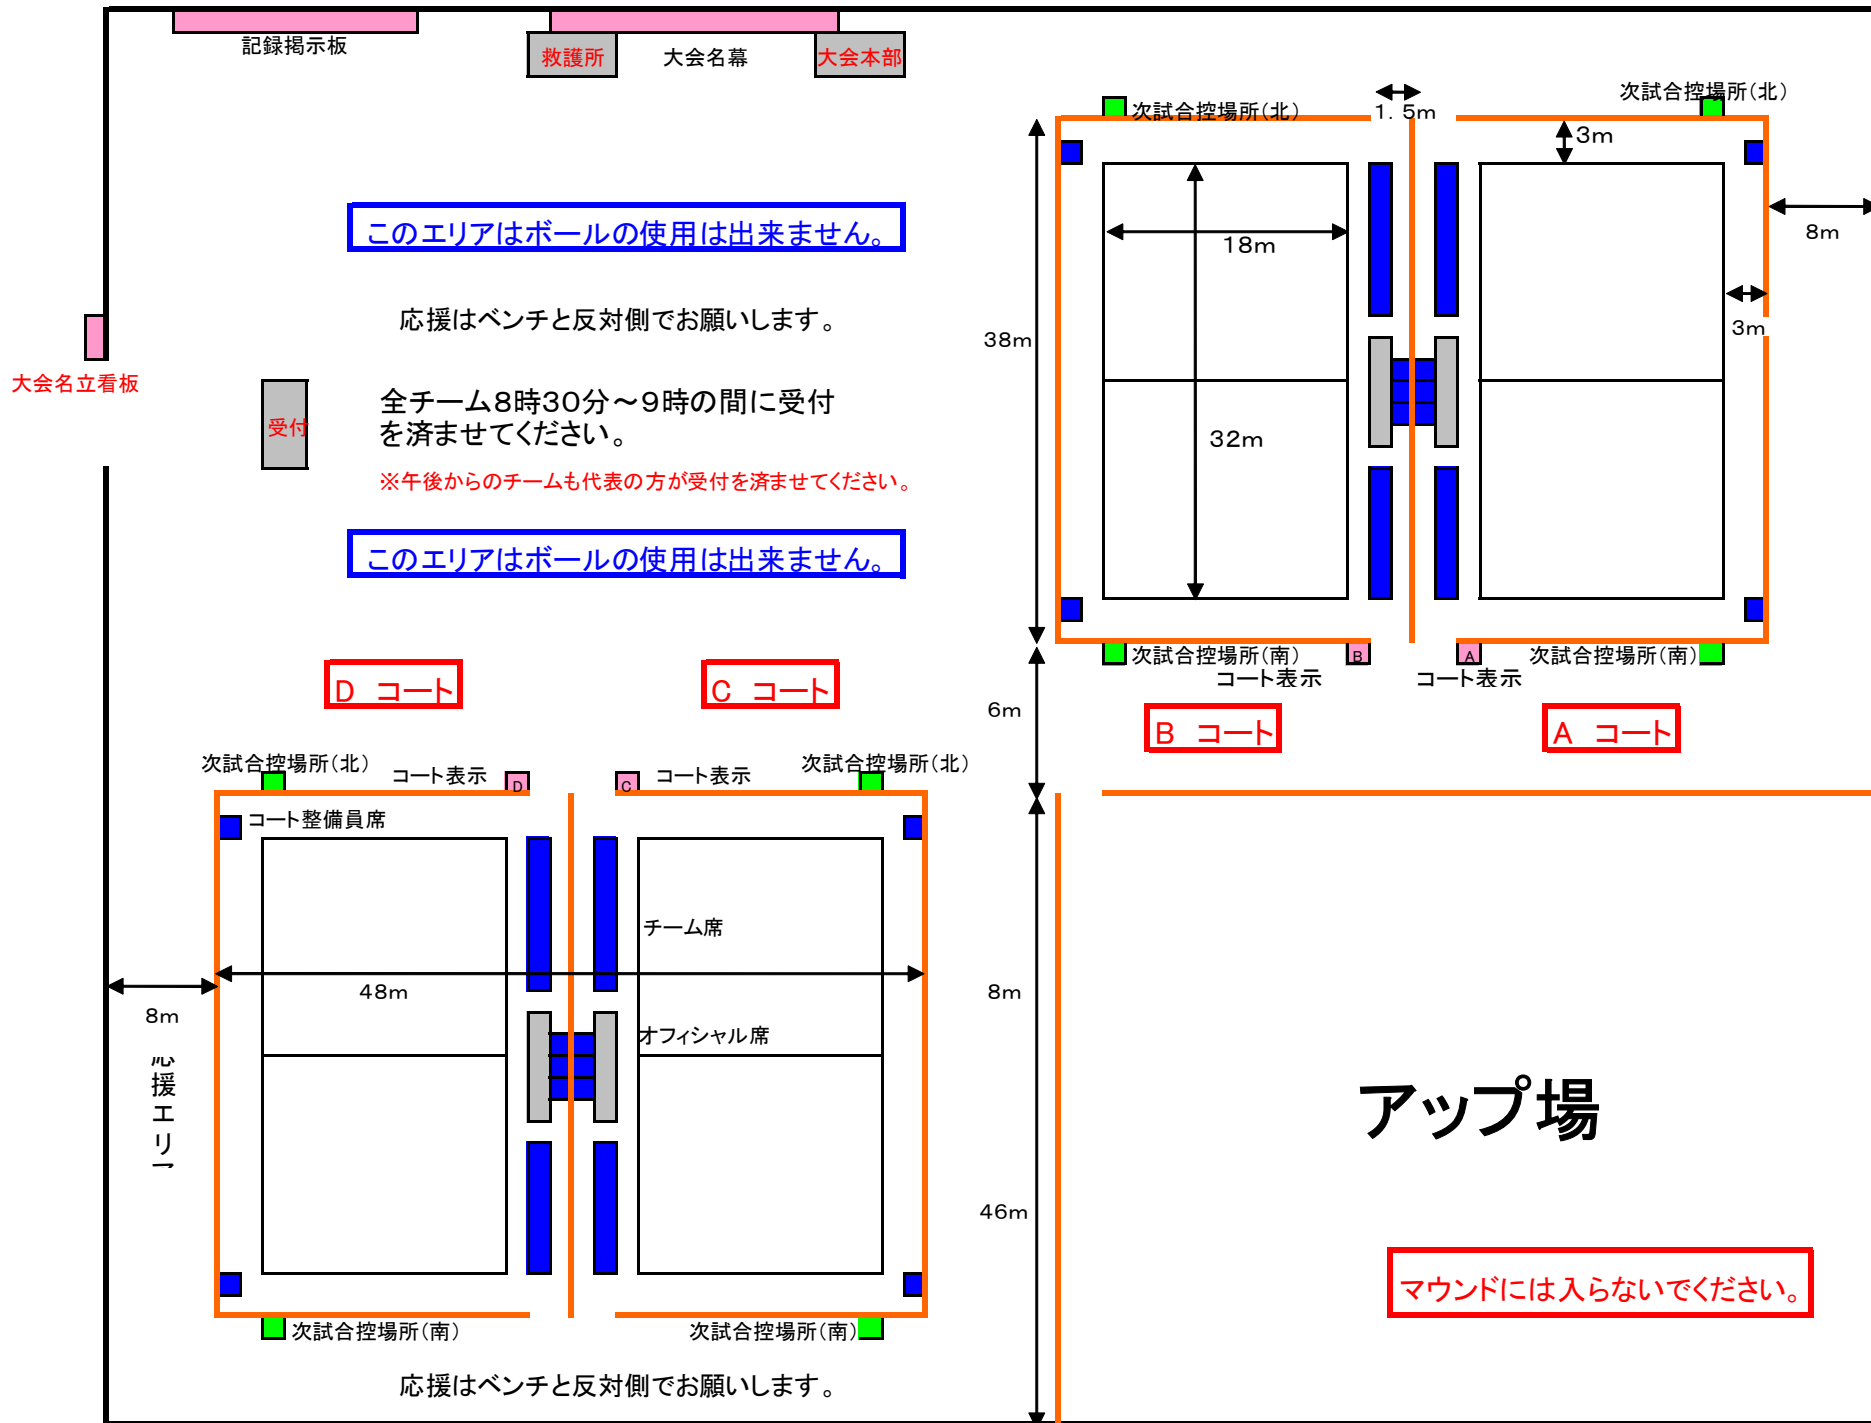 記録掲示板
救護所
大会名幕
大会本部
次試合控場所(北)
1.5m
次試合控場所(北)
3m
このエリアはボールの使用は出来ません。
18m
8m
応援はベンチと反対側でお願いします。
38m
3m
大会名立看板
受付
全チーム8時30分～9時の間に受付
を済ませてください。
32m
※午後からのチームも代表の方が受付を済ませてください。
このエリアはボールの使用は出来ません。
次試合控場所(南)
B
A
次試合控場所(南)
コート表示
コート表示
D コート
C コート
6m
B コート
A コート
次試合控場所(北)
コート表示
D
C
コート表示
次試合控場所(北)
コート整備員席
チーム席
48m
8m
8m
オフィシャル席
応援エリア
アップ場
46m
マウンドには入らないでください。
次試合控場所(南)
次試合控場所(南)
応援はベンチと反対側でお願いします。